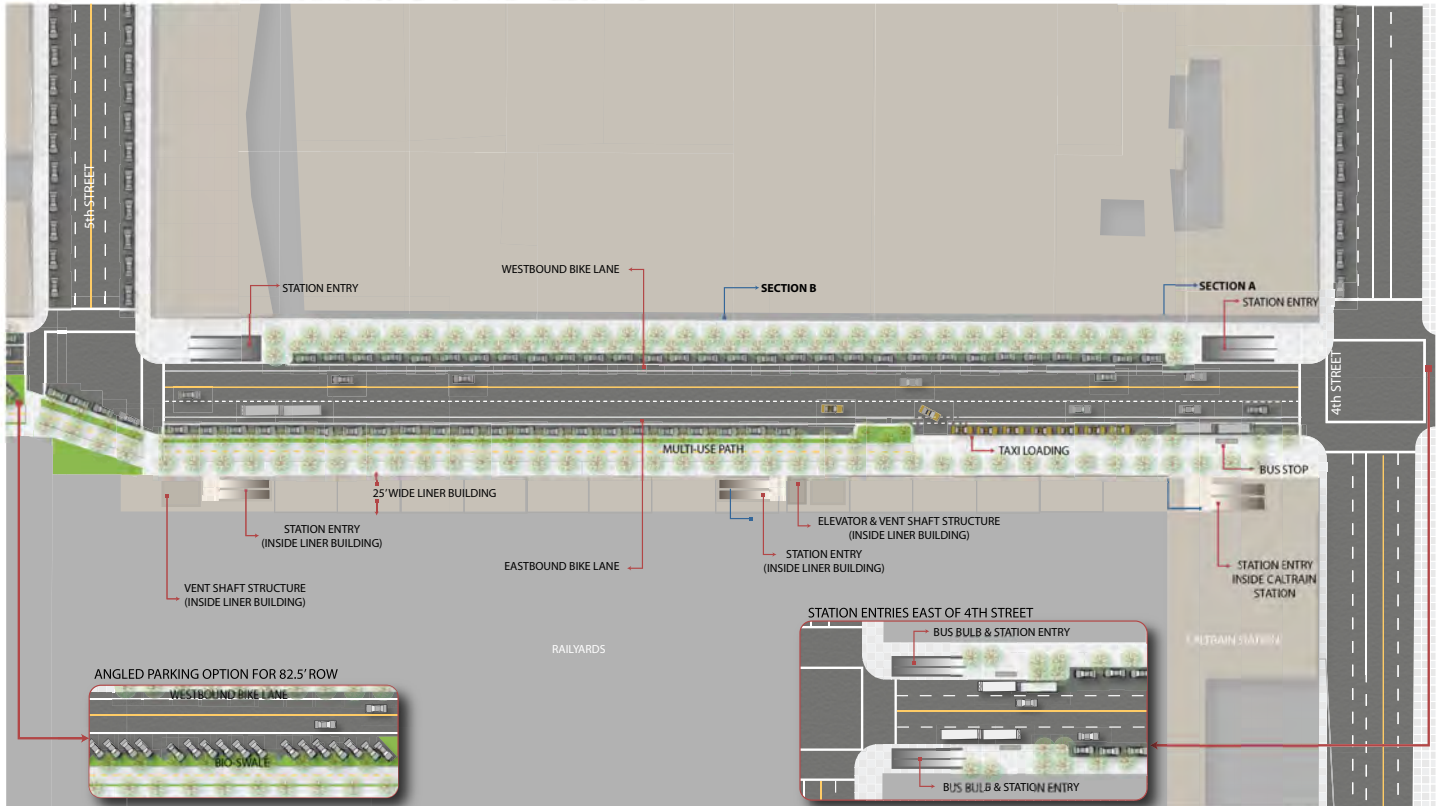 5th STREET
WESTBOUND BIKE LANE
STATION ENTRY
SECTION B
SECTION A
STATION ENTRY
4th STREET
MULTI-USE PATH
TAXI LOADING
BUS STOP
25' WIDE LINER BUILDING
STATION ENTRY
(INSIDE LINER BUILDING)
ELEVATOR & VENT SHAFT STRUCTURE
(INSIDE LINER BUILDING)
STATION ENTRY
(INSIDE LINER BUILDING)
EASTBOUND BIKE LANE
STATION ENTRY
INSIDE CALTRAIN
STATION
VENT SHAFT STRUCTURE
(INSIDE LINER BUILDING)
STATION ENTRIES EAST OF 4TH STREET
BUS BULB & STATION ENTRY
CALTRAIN STATION
RAILYARDS
ANGLED PARKING OPTION FOR 82.5' ROW
WESTBOUND BIKE LANE
BIO-SWALE
BUS BULB & STATION ENTRY